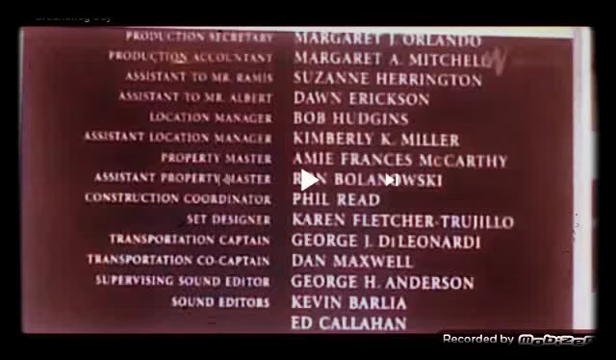 PRODUCTION SECRETARY MARGARET J. ORLANDO
PRODUCTION ACCOUNTANT MARGARET A. MITCHELL
ASSISTANT TO MR. RAMIS SUZANNE HERRINGTON
ASSISTANT TO MR. ALBERT DAWN ERICKSON
LOCATION MANAGER BOB HUDGINS
ASSISTANT LOCATION MANAGER KIMBERLY K. MILLER
PROPERTY MASTER AMIE FRANCES McCARTHY
ASSISTANT PROPERTY MASTER BOLANOWSKI
CONSTRUCTION COORDINATOR PHIL READ
SET DESIGNER KAREN FLETCHER-TRUJILLO
TRANSPORTATION CAPTAIN GEORGE J. DiLEONARDI
TRANSPORTATION CO-CAPTAIN DAN MAXWELL
SUPERVISING SOUND EDITOR GEORGE H. ANDERSON
SOUND EDITORS KEVIN BARLIA
ED CALLAHAN
Recorded by Mobizen